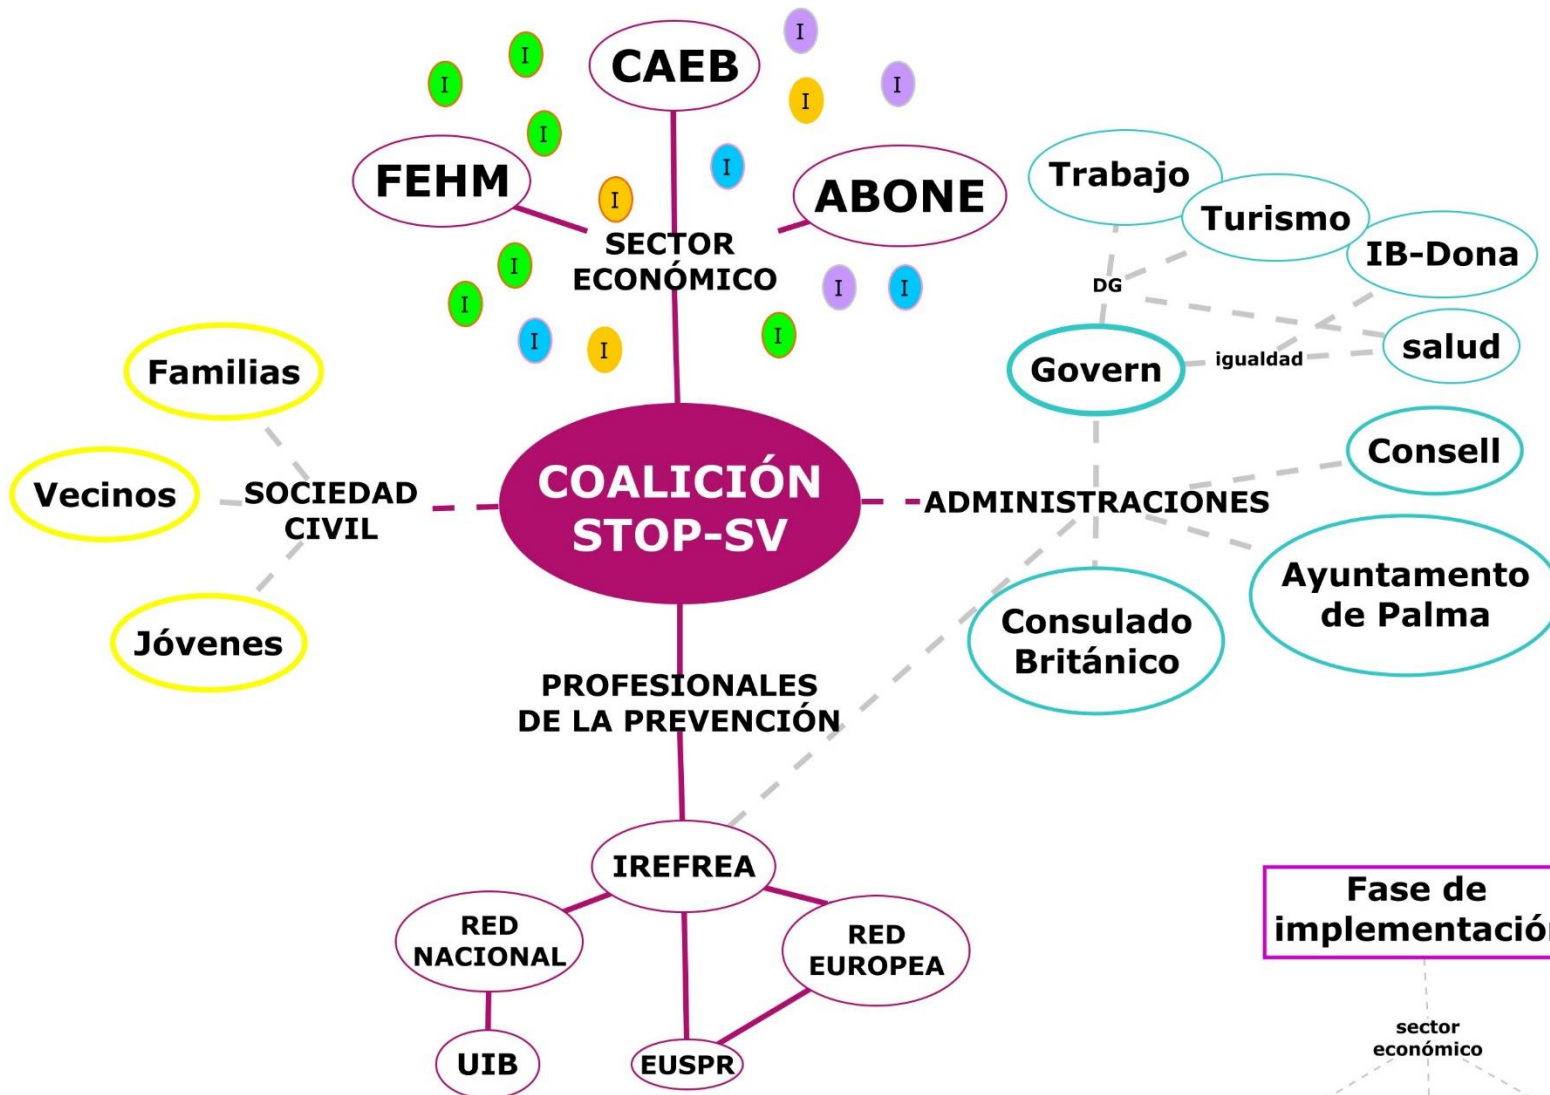 I
I
I
I
CAEB
I
I
I
I
FEHM
I
ABONE
Trabajo
Turismo
IB-Dona
SECTOR
ECONÓMICO
I
I
I
I
I
I
I
I
DG
Govern
igualdad
salud
Familias
Vecinos
Jóvenes
SOCIEDAD
CIVIL
COALICIÓN
STOP-SV
ADMINISTRACIONES
Consell
Ayuntamento
de Palma
Consulado
Británico
PROFESIONALES
DE LA PREVENCIÓN
IREFREA
RED
NACIONAL
RED
EUROPEA
UIB
EUSPR
Fase de
implementación
sector
económico